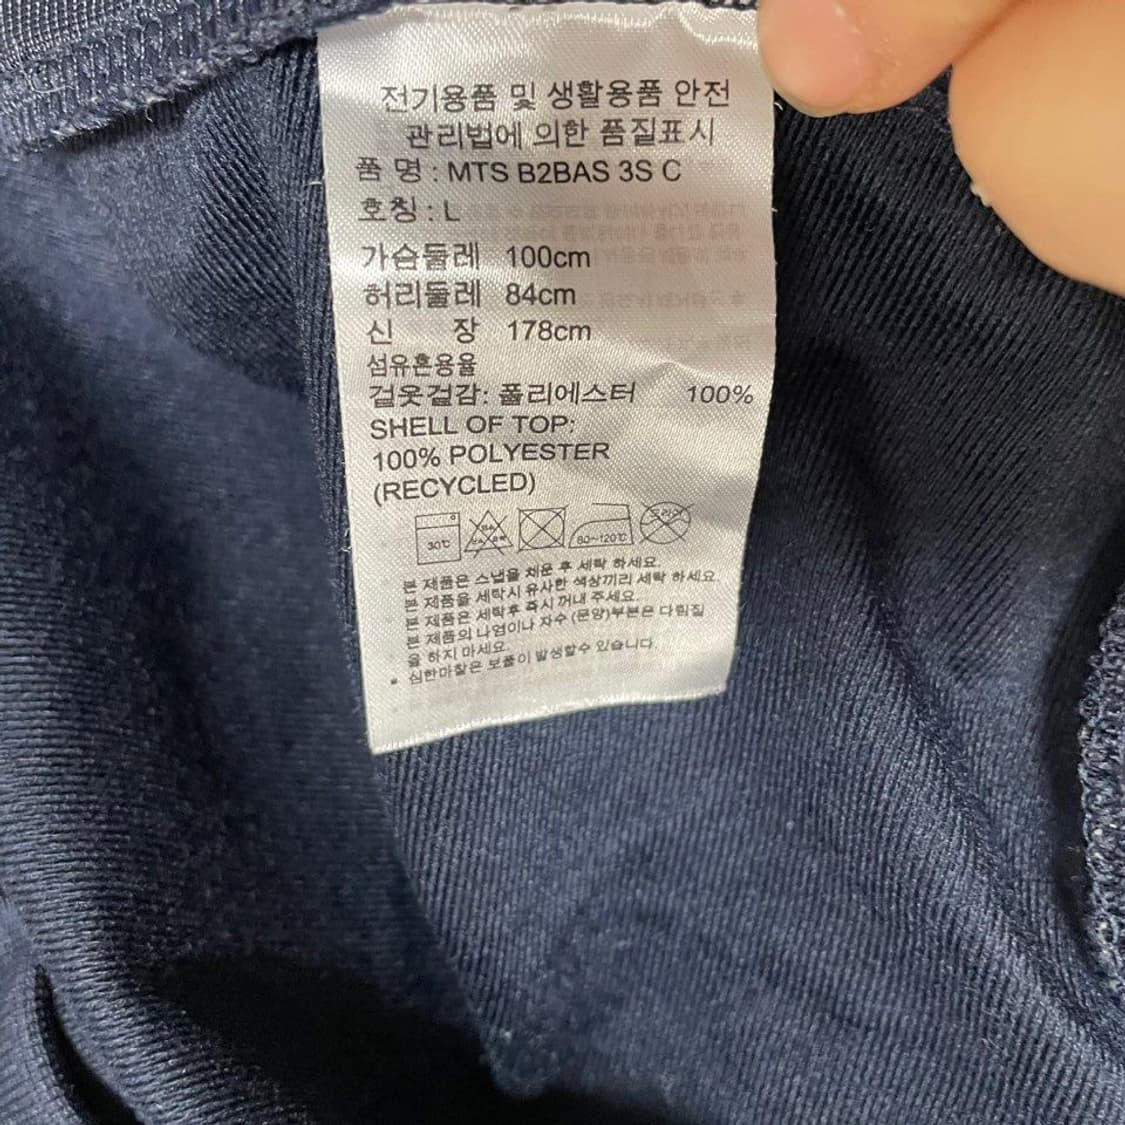 전기용품 및 생활용품 안전
관리법에 의한 품질표시
품 명 : MTS B2BAS 3S C
호칭 : L
가슴둘레 100cm
허리둘레 84cm
신 장 178cm
섬유혼용율
겉옷겉감: 폴리에스터 100%
SHELL OF TOP:
100% POLYESTER
(RECYCLED)
30℃ 80~120℃ 드라이
본 제품은 스냅을 채운 후 세탁 하세요.
본 제품을 세탁시 유사한 색상끼리 세탁 하세요.
본 제품은 세탁후 즉시 꺼내 주세요.
본 제품의 나염이나 자수 (문양)부분은 다림질
을 하지 마세요.
* 심한마찰은 보풀이 발생할수 있습니다.